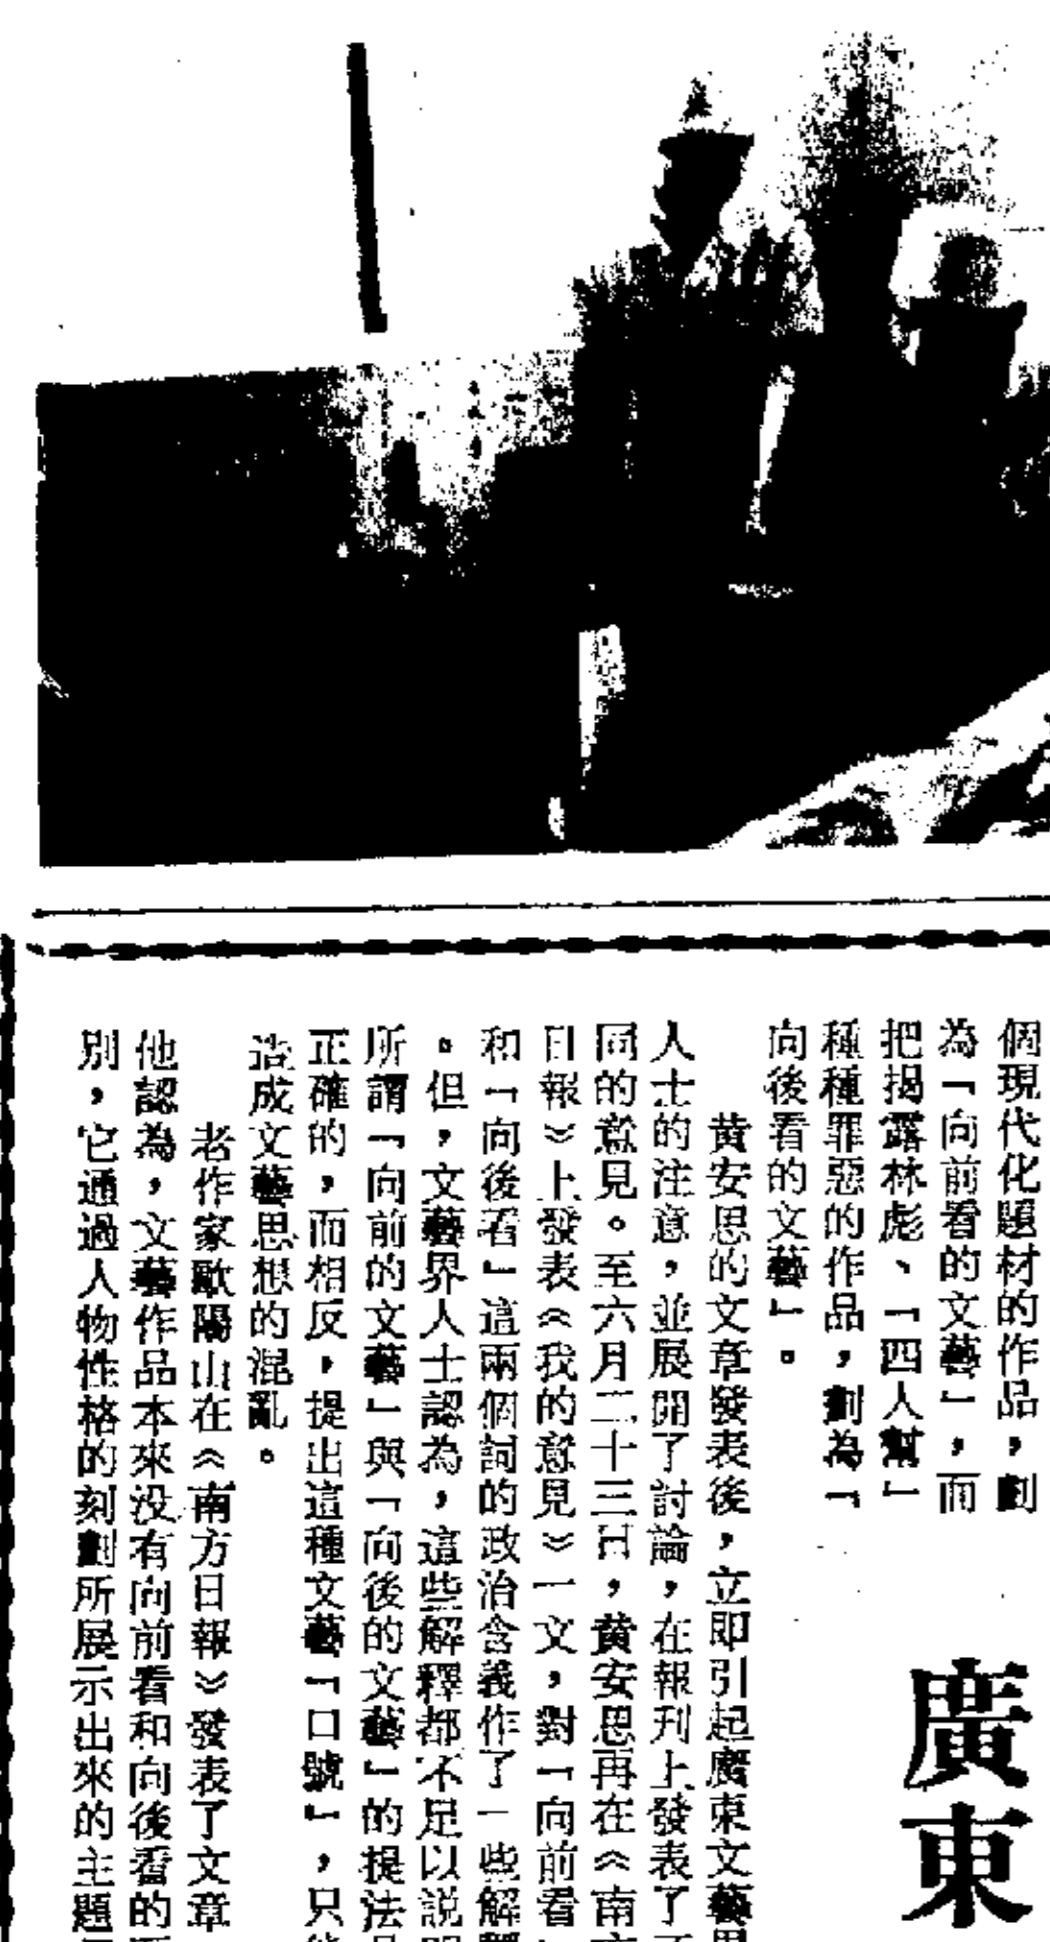 個現代化題材的作品，劃
為「向前看的文藝」，而
把揭露林彪、「四人幫」
種種罪惡的作品，劃為「
向後看的文藝」。
黃安思的文章發表後，立即引起廣東文藝界
人士的注意，並展開了討論，在報刊上發表了不
同的意見。至六月二十三日，黃安思再在《南方
日報》上發表《我的意見》一文，對「向前看」
和「向後看」這兩個詞的政治含義作了一些解釋
。但，文藝界人士認為，這些解釋都不足以説明
所謂「向前的文藝」與「向後的文藝」的提法是
正確的，而相反，提出這種文藝「口號」，只
造成文藝思想的混亂。
老作家歐陽山在《南方日報》發表了文章
他認為，文藝作品本來沒有向前看和向後看的
別，它通過人物性格的刻劃所展示出來的主題
廣東